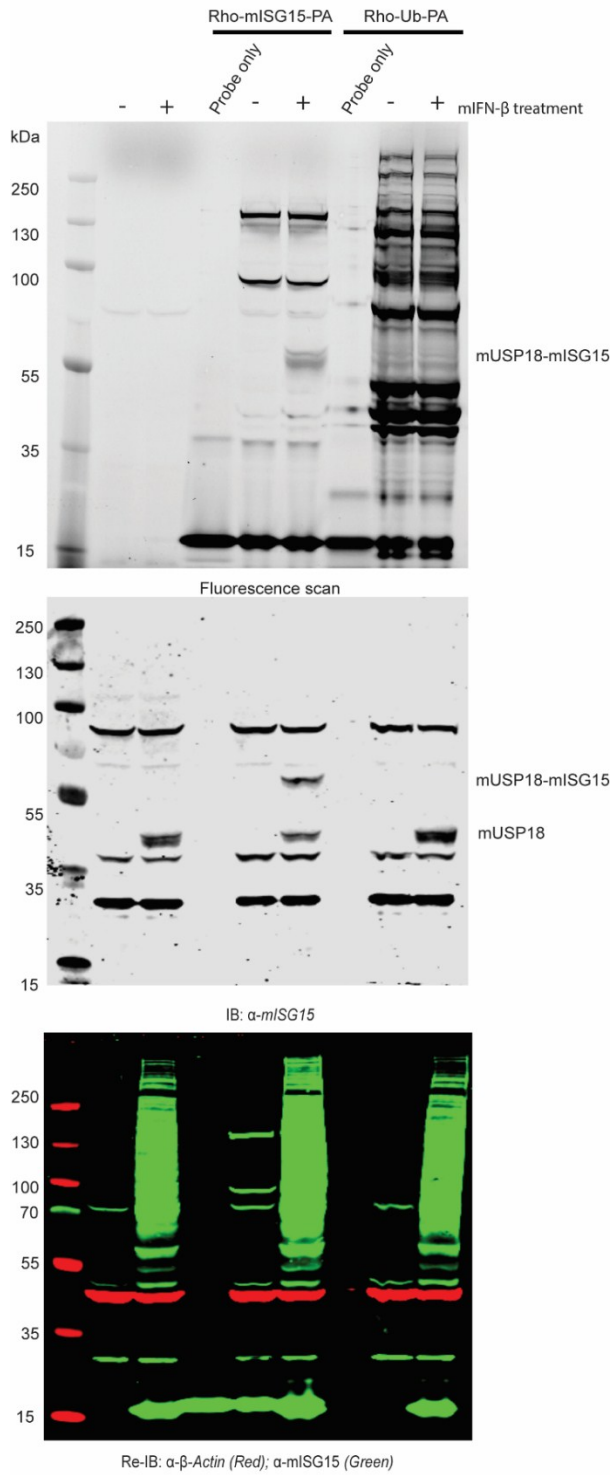 Rho-mISG15-PA Rho-Ub-PA
- + Probe only - + Probe only - + mIFN-β treatment
kDa
250
130
100
mUSP18-mISG15
55
35
15
Fluorescence scan
250
130
100
mUSP18-mISG15
55
mUSP18
35
15
IB: α-mISG15
250
130
100
70
55
35
15
Re-IB: α-β-Actin (Red); α-mISG15 (Green)